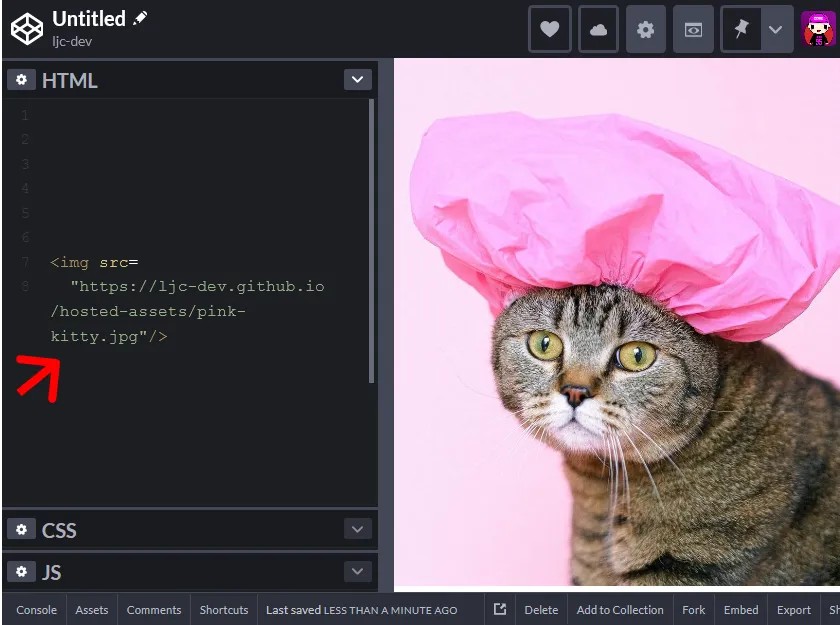 Untitled
ljc-dev
HTML
1
2
3
4
5
6
7
<img src=
8
"https://ljc-dev.github.io
/hosted-assets/pink-
kitty.jpg"/>
CSS
JS
Console Assets Comments Shortcuts Last saved LESS THAN A MINUTE AGO Delete Add to Collection Fork Embed Export Sh